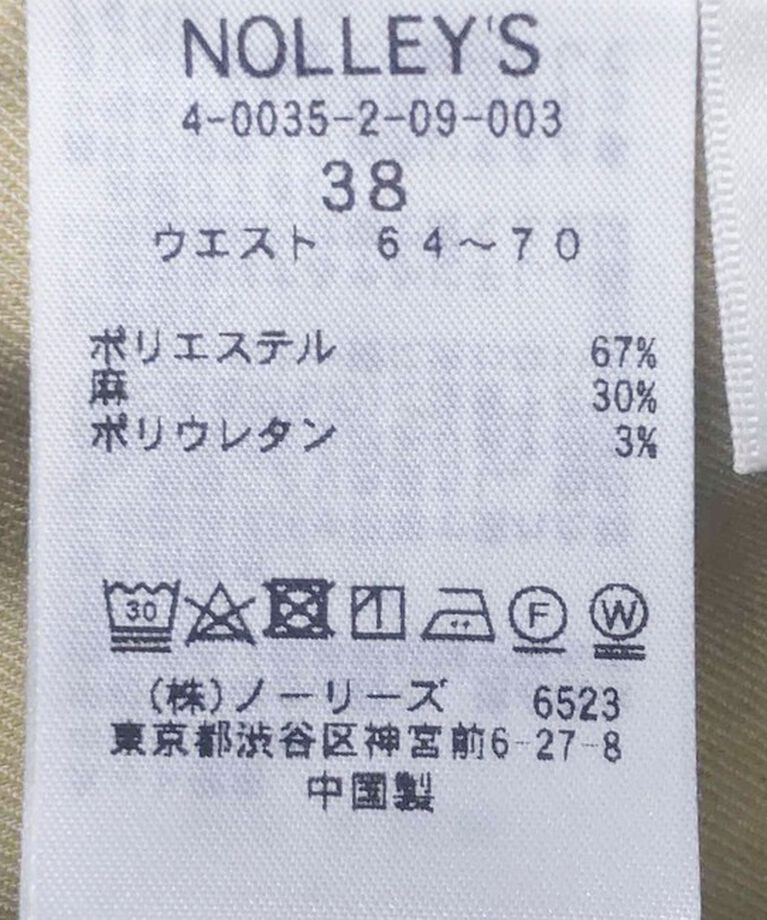 NOLLEY'S
4-0035-2-09-003
38
ウエスト 64～70
ポリエステル 67%
麻 30%
ポリウレタン 3%
30 F W
(株)ノーリーズ 6523
東京都渋谷区神宮前6-27-8
中国製